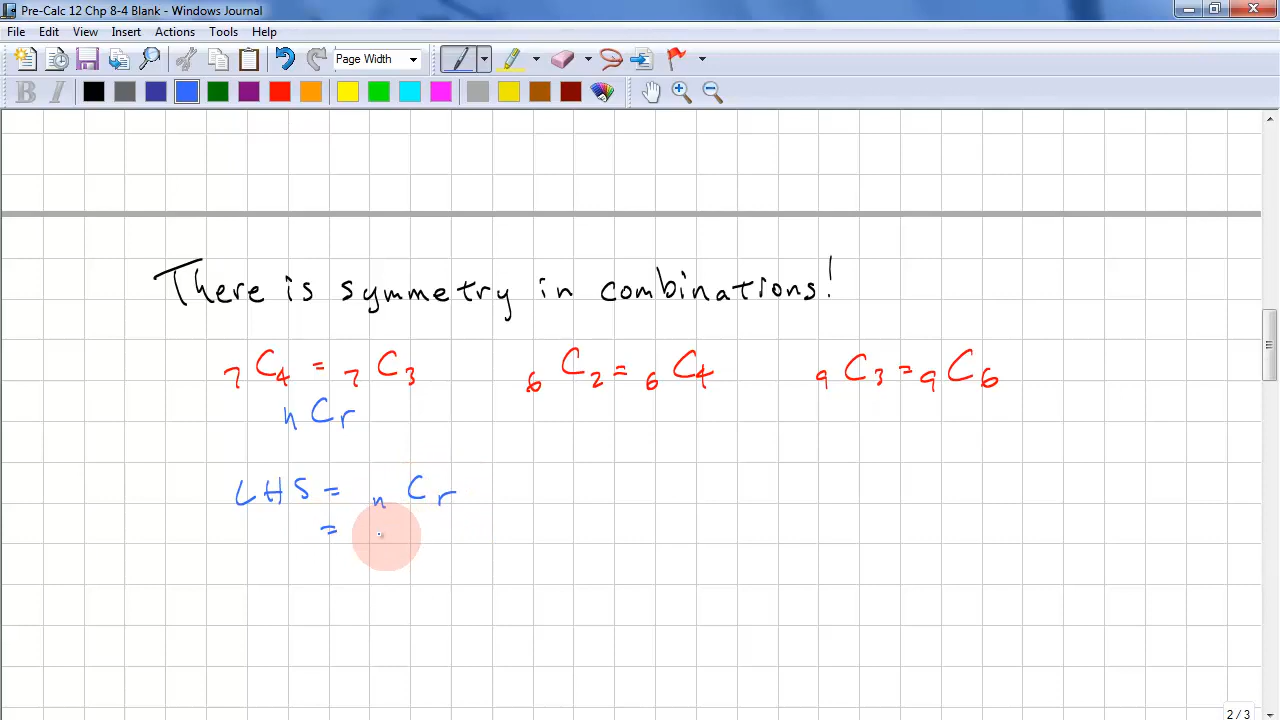 Pre-Calc 12 Chp 8-4 Blank - Windows Journal
File Edit View Insert Actions Tools Help
Page Width
B I
There is symmetry in combinations!
₇C₄ = ₇C₃ ₆C₂ = ₆C₄ ₉C₃ = ₉C₆
ₙCᵣ
LHS = ₙCᵣ
=
2/3